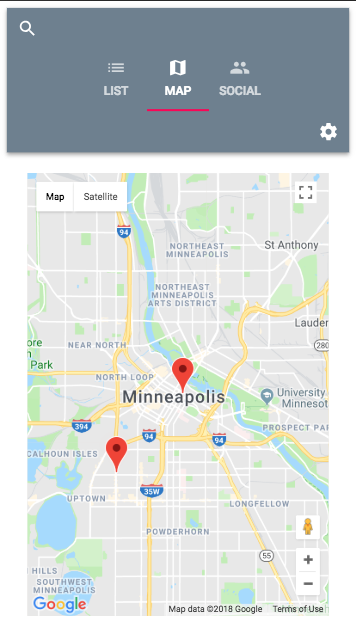 LIST
MAP
SOCIAL
Map
Satellite
94
NORTHEAST
MINNEAPOLIS
St Anthony
NORTHEAST
MINNEAPOLIS
ARTS DISTRICT
Lauder
ore
n Park
NEAR NORTH
280
NORTH LOOP
Minneapolis
University
Minnesot
394
94
94
PROSPECT PAR
CALHOUN ISLES
UPTOWN
35W
LONGFELLOW
POWDERHORN
55
HILLS
SOUTHWEST
MINNEAPOLIS
+
−
Google
Map data ©2018 Google
Terms of Use